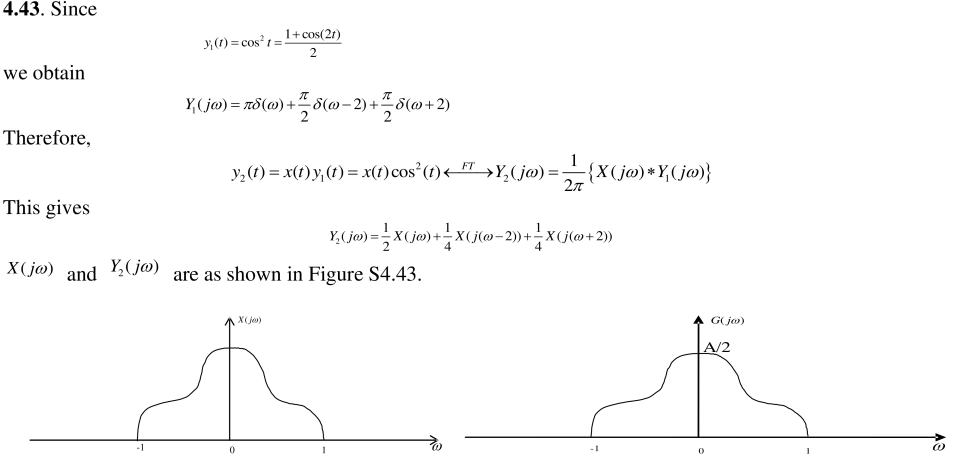 4.43. Since
y₁(t) = cos² t = (1+cos(2t))/2
we obtain
Y₁(jω) = πδ(ω) + π/2 δ(ω−2) + π/2 δ(ω+2)
Therefore,
y₂(t) = x(t)y₁(t) = x(t)cos²(t) ←FT→ Y₂(jω) = 1/2π {X(jω)∗Y₁(jω)}
This gives
Y₂(jω) = 1/2 X(jω) + 1/4 X(j(ω−2)) + 1/4 X(j(ω+2))
X(jω) and Y₂(jω) are as shown in Figure S4.43.
X(jω)
-1 0 1 ω
G(jω)
A/2
-1 0 1 ω